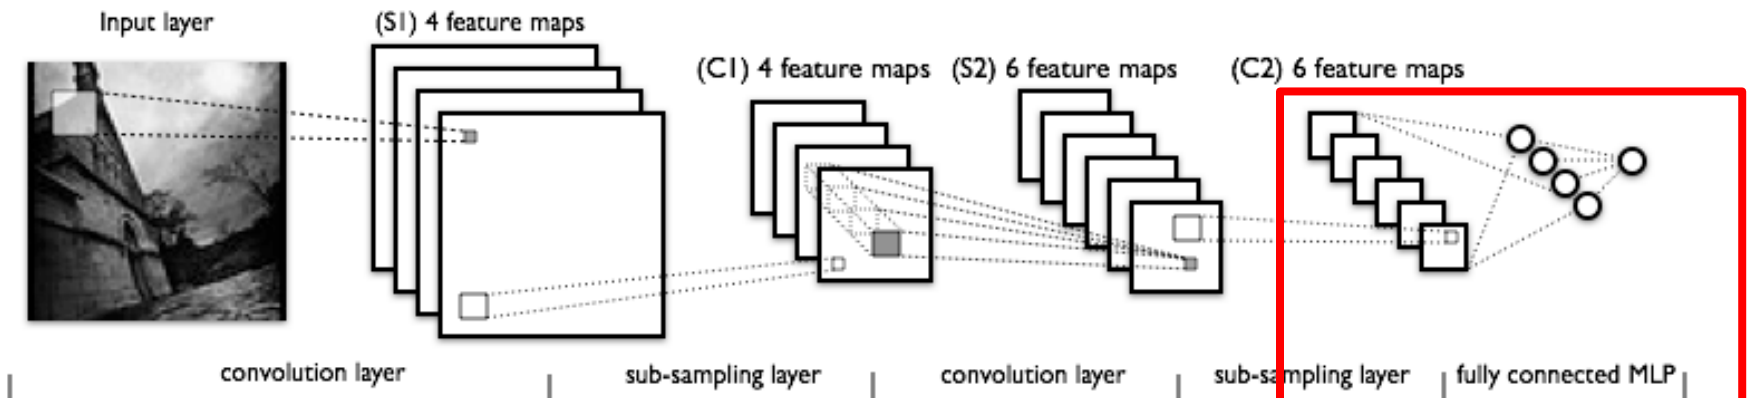 Input layer
(S1) 4 feature maps
(C1) 4 feature maps
(S2) 6 feature maps
(C2) 6 feature maps
convolution layer
sub-sampling layer
convolution layer
sub-sampling layer
fully connected MLP